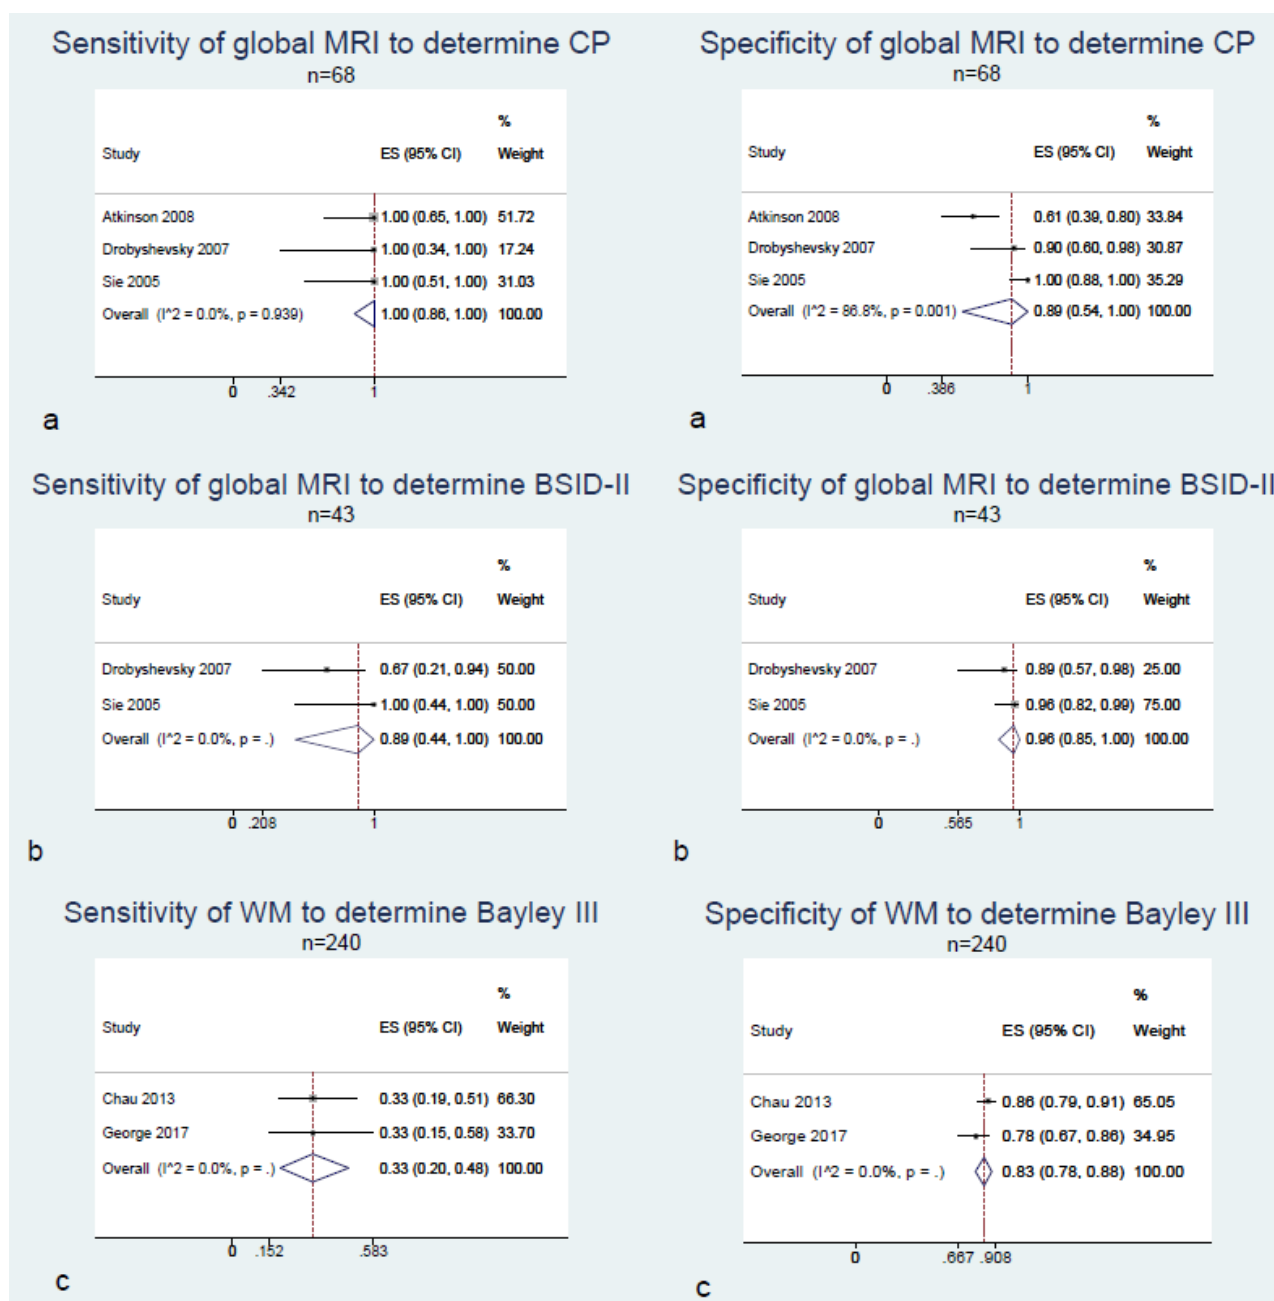 Sensitivity of global MRI to determine CP
n=68
%
Study ES (95% CI) Weight
Atkinson 2008 1.00 (0.65, 1.00) 51.72
Drobyshevsky 2007 1.00 (0.34, 1.00) 17.24
Sie 2005 1.00 (0.51, 1.00) 31.03
Overall (I^2 = 0.0%, p = 0.939) 1.00 (0.86, 1.00) 100.00
0 .342 1
a
Specificity of global MRI to determine CP
n=68
%
Study ES (95% CI) Weight
Atkinson 2008 0.61 (0.39, 0.80) 33.84
Drobyshevsky 2007 0.90 (0.60, 0.98) 30.87
Sie 2005 1.00 (0.88, 1.00) 35.29
Overall (I^2 = 86.8%, p = 0.001) 0.89 (0.54, 1.00) 100.00
0 .386 1
a
Sensitivity of global MRI to determine BSID-II
n=43
%
Study ES (95% CI) Weight
Drobyshevsky 2007 0.67 (0.21, 0.94) 50.00
Sie 2005 1.00 (0.44, 1.00) 50.00
Overall (I^2 = 0.0%, p = .) 0.89 (0.44, 1.00) 100.00
0 .208 1
b
Specificity of global MRI to determine BSID-II
n=43
%
Study ES (95% CI) Weight
Drobyshevsky 2007 0.89 (0.57, 0.98) 25.00
Sie 2005 0.96 (0.82, 0.99) 75.00
Overall (I^2 = 0.0%, p = .) 0.96 (0.85, 1.00) 100.00
0 .565 1
b
Sensitivity of WM to determine Bayley III
n=240
%
Study ES (95% CI) Weight
Chau 2013 0.33 (0.19, 0.51) 66.30
George 2017 0.33 (0.15, 0.58) 33.70
Overall (I^2 = 0.0%, p = .) 0.33 (0.20, 0.48) 100.00
0 .152 .583
c
Specificity of WM to determine Bayley III
n=240
%
Study ES (95% CI) Weight
Chau 2013 0.86 (0.79, 0.91) 65.05
George 2017 0.78 (0.67, 0.86) 34.95
Overall (I^2 = 0.0%, p = .) 0.83 (0.78, 0.88) 100.00
0 .667 .908
c